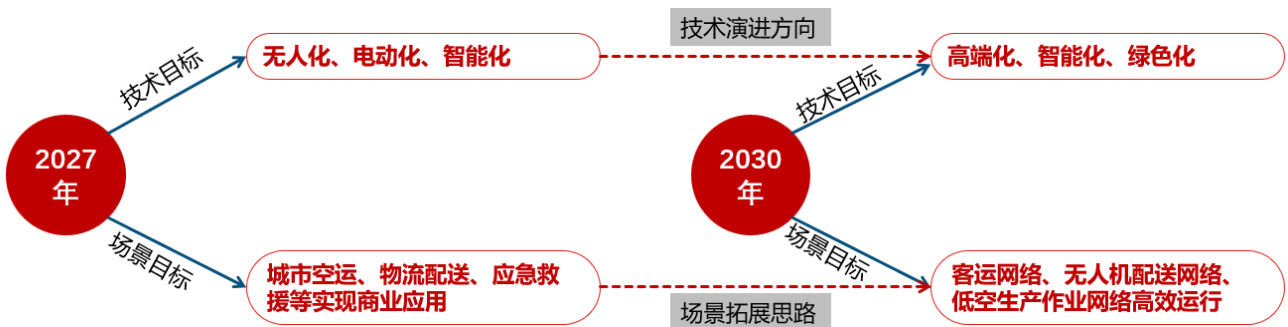 技术演进方向
无人化、电动化、智能化
高端化、智能化、绿色化
技术目标
技术目标
2027
年
2030
年
场景目标
场景目标
城市空运、物流配送、应急救
援等实现商业应用
客运网络、无人机配送网络、
低空生产作业网络高效运行
场景拓展思路